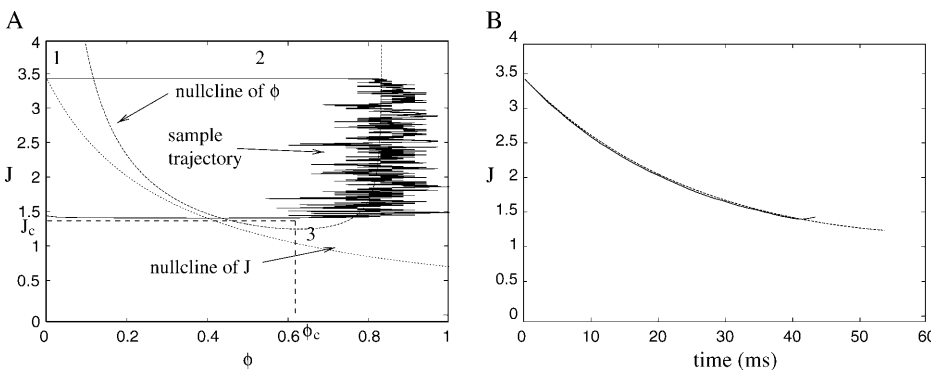 A
B
4
3.5
3
2.5
2
1.5
J_c
1
0.5
0
J
1
2
3
nullcline of ϕ
sample
trajectory
nullcline of J
0
0.2
0.4
0.6
ϕ_c
0.8
1
ϕ
4
3.5
3
2.5
2
1.5
1
0.5
0
J
0
10
20
30
40
50
60
time (ms)